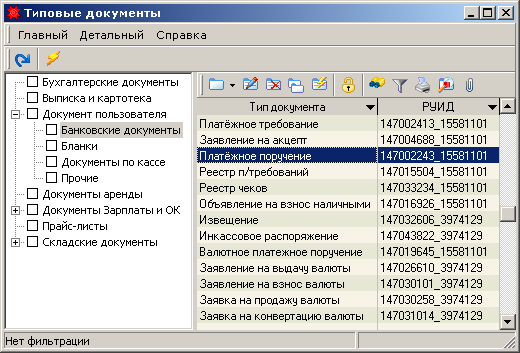 Типовые документы
Главный Детальный Справка
Бухгалтерские документы
Выписка и картотека
Документ пользователя
Банковские документы
Бланки
Документы по кассе
Прочие
Документы аренды
Документы Зарплаты и ОК
Прайс-листы
Складские документы
Тип документа РУИД
Платёжное требование 147002413_15581101
Заявление на акцепт 147004688_15581101
Платёжное поручение 147002243_15581101
Реестр п/требований 147015504_15581101
Реестр чеков 147033234_15581101
Объявление на взнос наличными 147016926_15581101
Извещение 147032606_3974129
Инкассовое распоряжение 147043822_3974129
Валютное платежное поручение 147019645_15581101
Заявление на выдачу валюты 147026610_3974129
Заявление на взнос валюты 147030101_3974129
Заявка на продажу валюты 147030258_3974129
Заявка на конвертацию валюты 147031014_3974129
Нет фильтрации